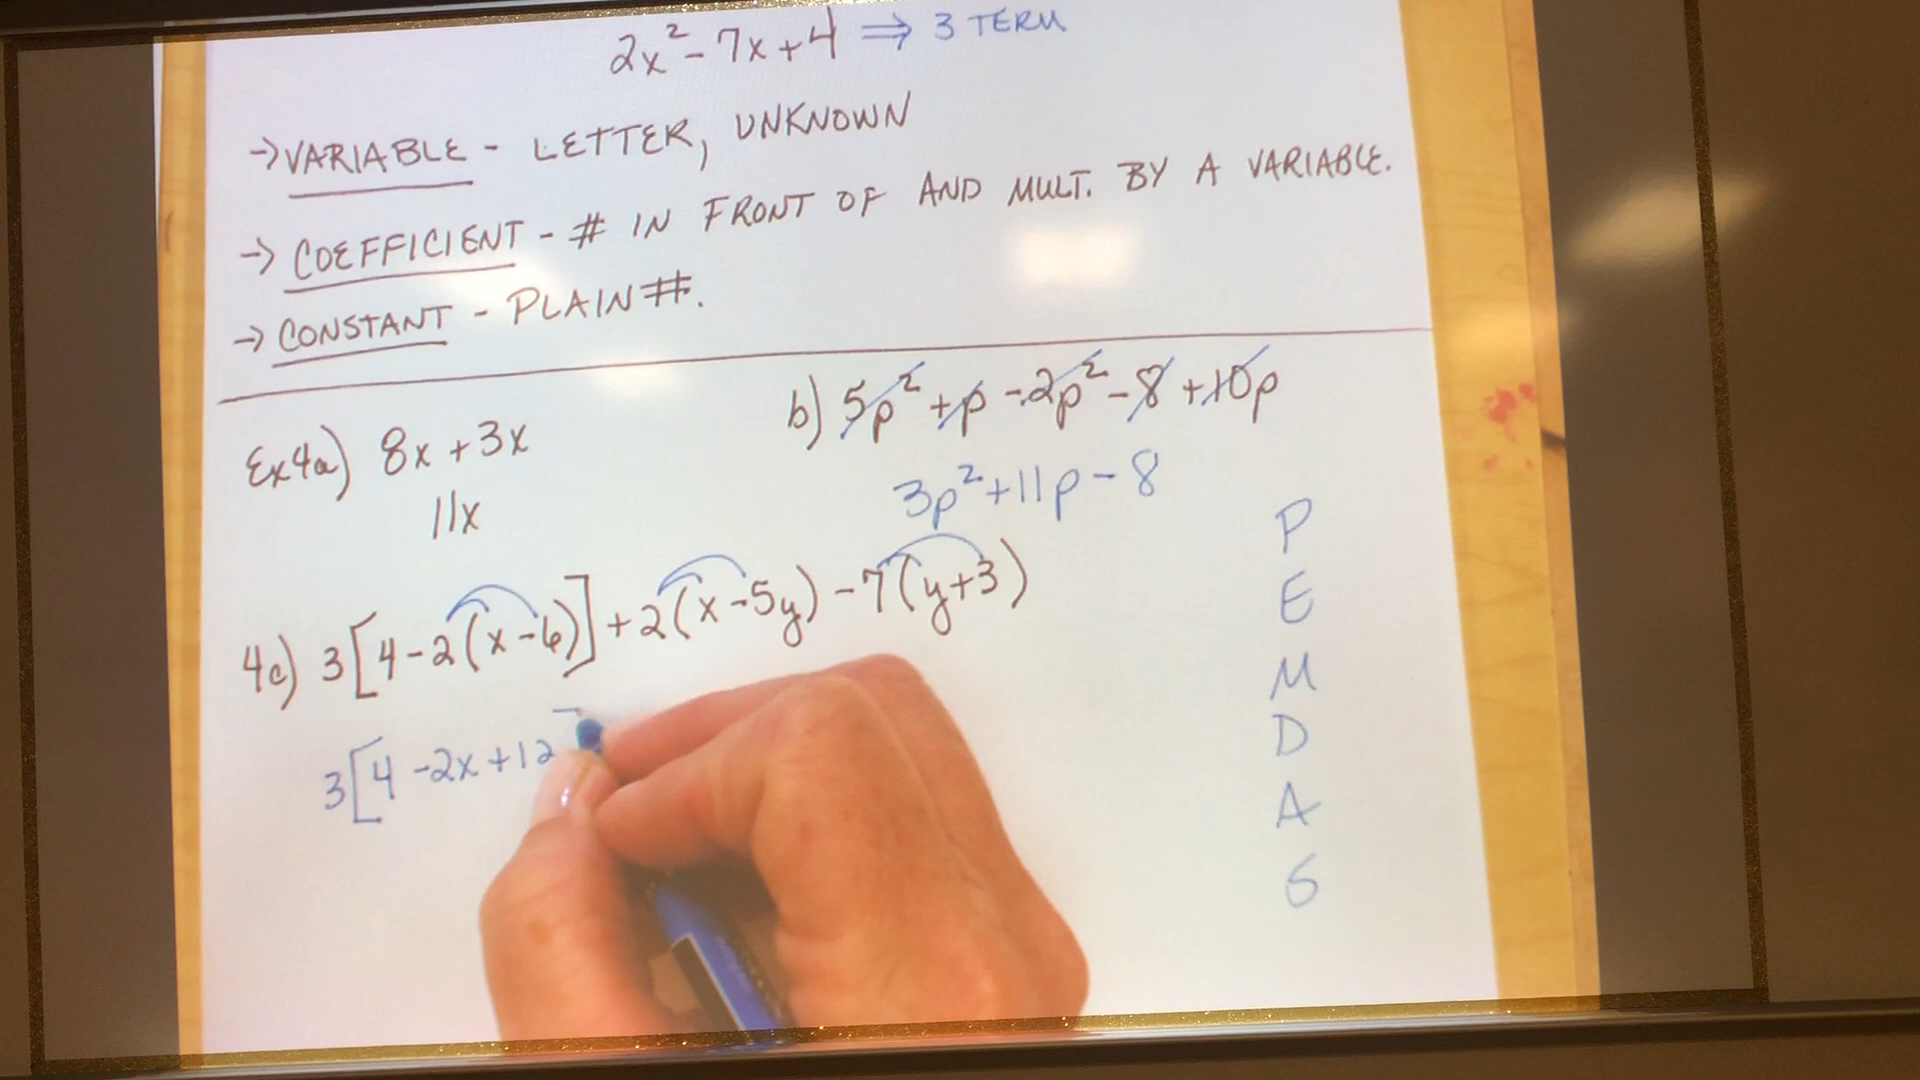 2x² - 7x + 4 ⇒ 3 TERM
→ VARIABLE - LETTER, UNKNOWN
→ COEFFICIENT - # IN FRONT OF AND MULT. BY A VARIABLE.
→ CONSTANT - PLAIN #.
Ex4a) 8x + 3x
11x
b) 5p² + p - 2p² - 8 + 10p
3p² + 11p - 8
4c) 3[4 - 2(x - 6)] + 2(x - 5y) - 7(y + 3)
3[4 - 2x + 12
P
E
M
D
A
S